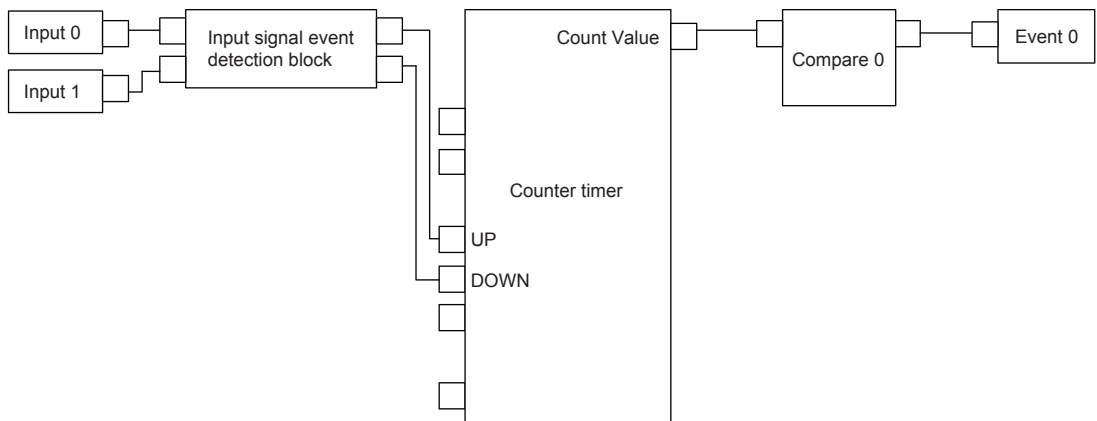 Input 0
Input 1
Input signal event
detection block
Counter timer
UP
DOWN
Count Value
Compare 0
Event 0